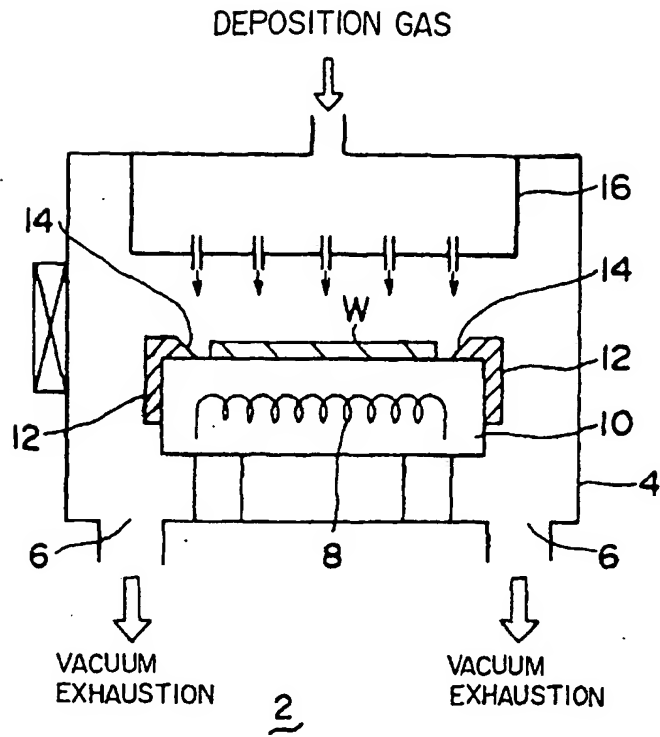 DEPOSITION GAS
16
14
14
W
12
12
10
4
6
8
6
VACUUM
EXHAUSTION
VACUUM
EXHAUSTION
2